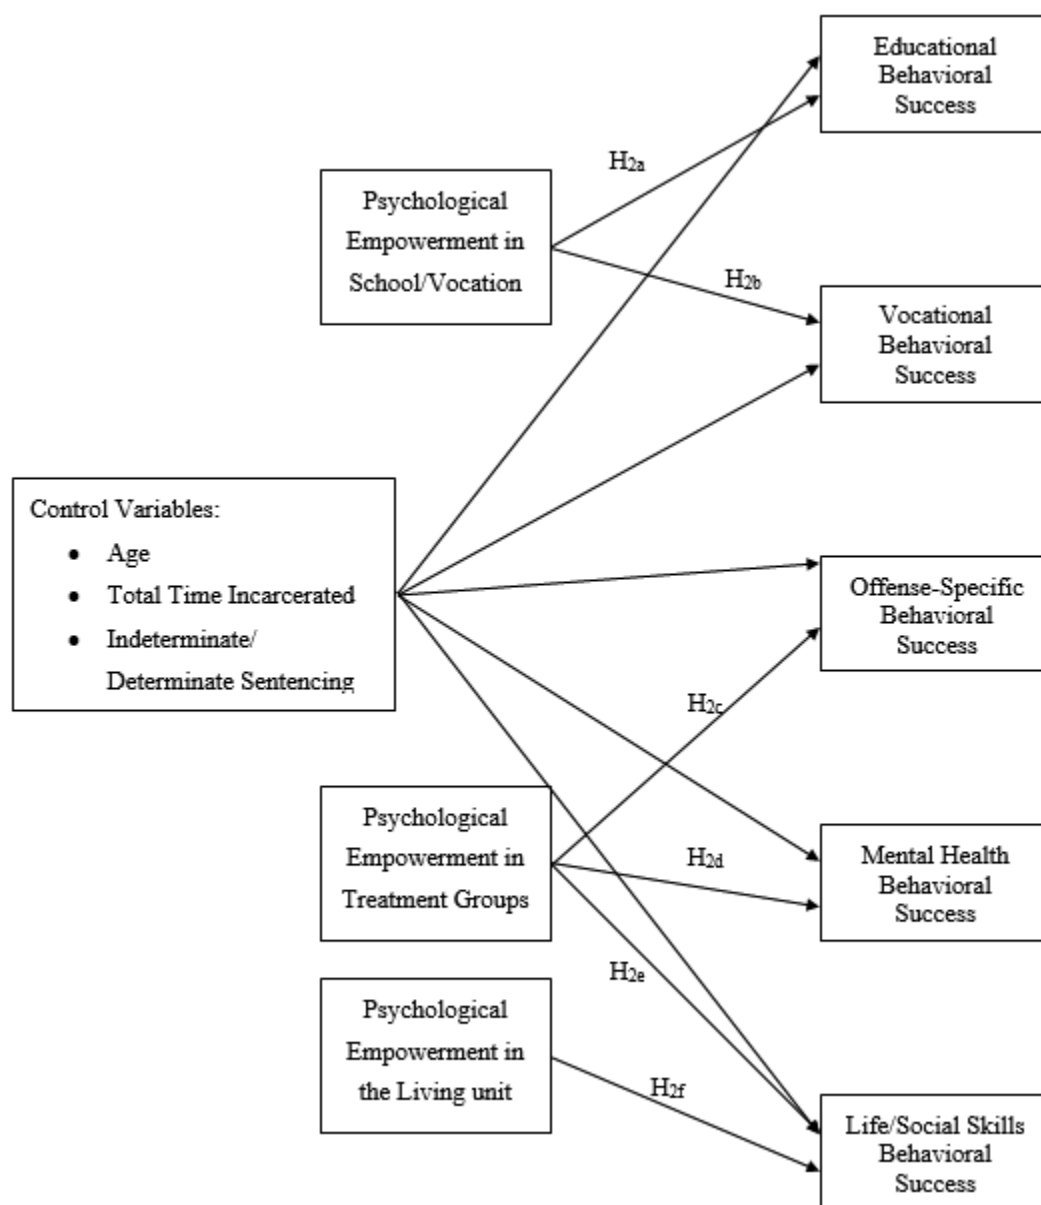 Educational
Behavioral
Success
H2a
Psychological
Empowerment in
School/Vocation
H2b
Vocational
Behavioral
Success
Control Variables:
• Age
• Total Time Incarcerated
• Indeterminate/
Determinate Sentencing
Offense-Specific
Behavioral
Success
H2c
Psychological
Empowerment in
Treatment Groups
H2d
Mental Health
Behavioral
Success
H2e
Psychological
Empowerment in
the Living unit
H2f
Life/Social Skills
Behavioral
Success